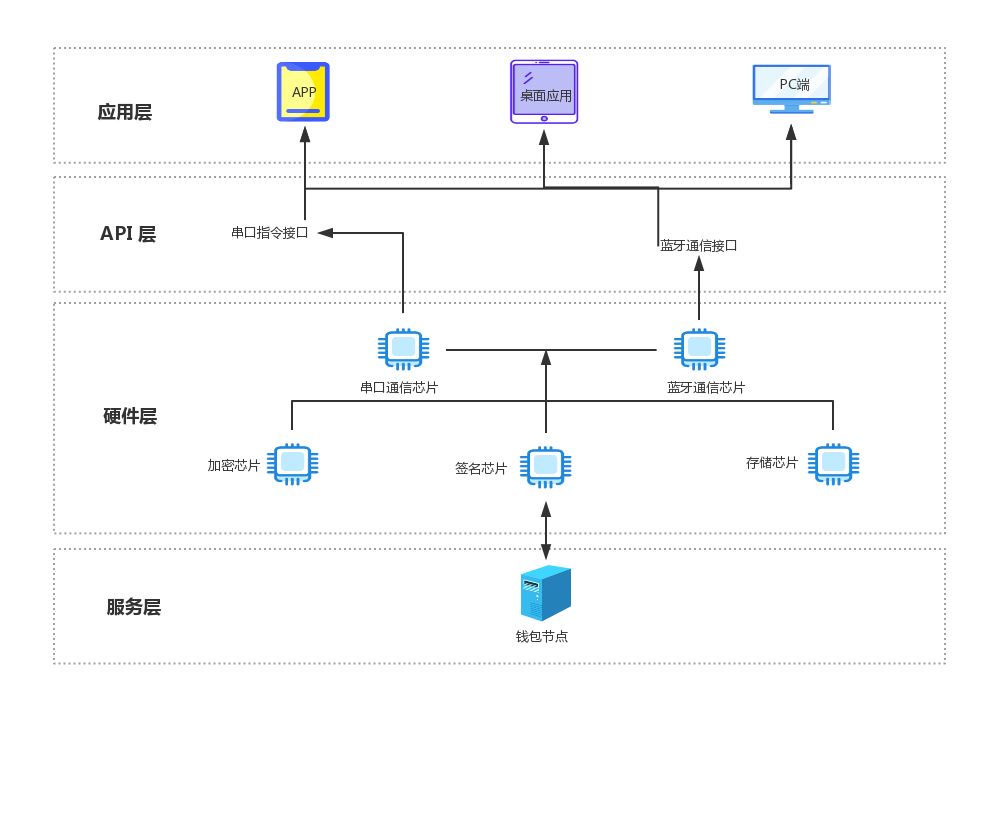 APP
桌面应用
PC端
应用层
API 层
串口指令接口
蓝牙通信接口
串口通信芯片
蓝牙通信芯片
硬件层
加密芯片
签名芯片
存储芯片
服务层
钱包节点